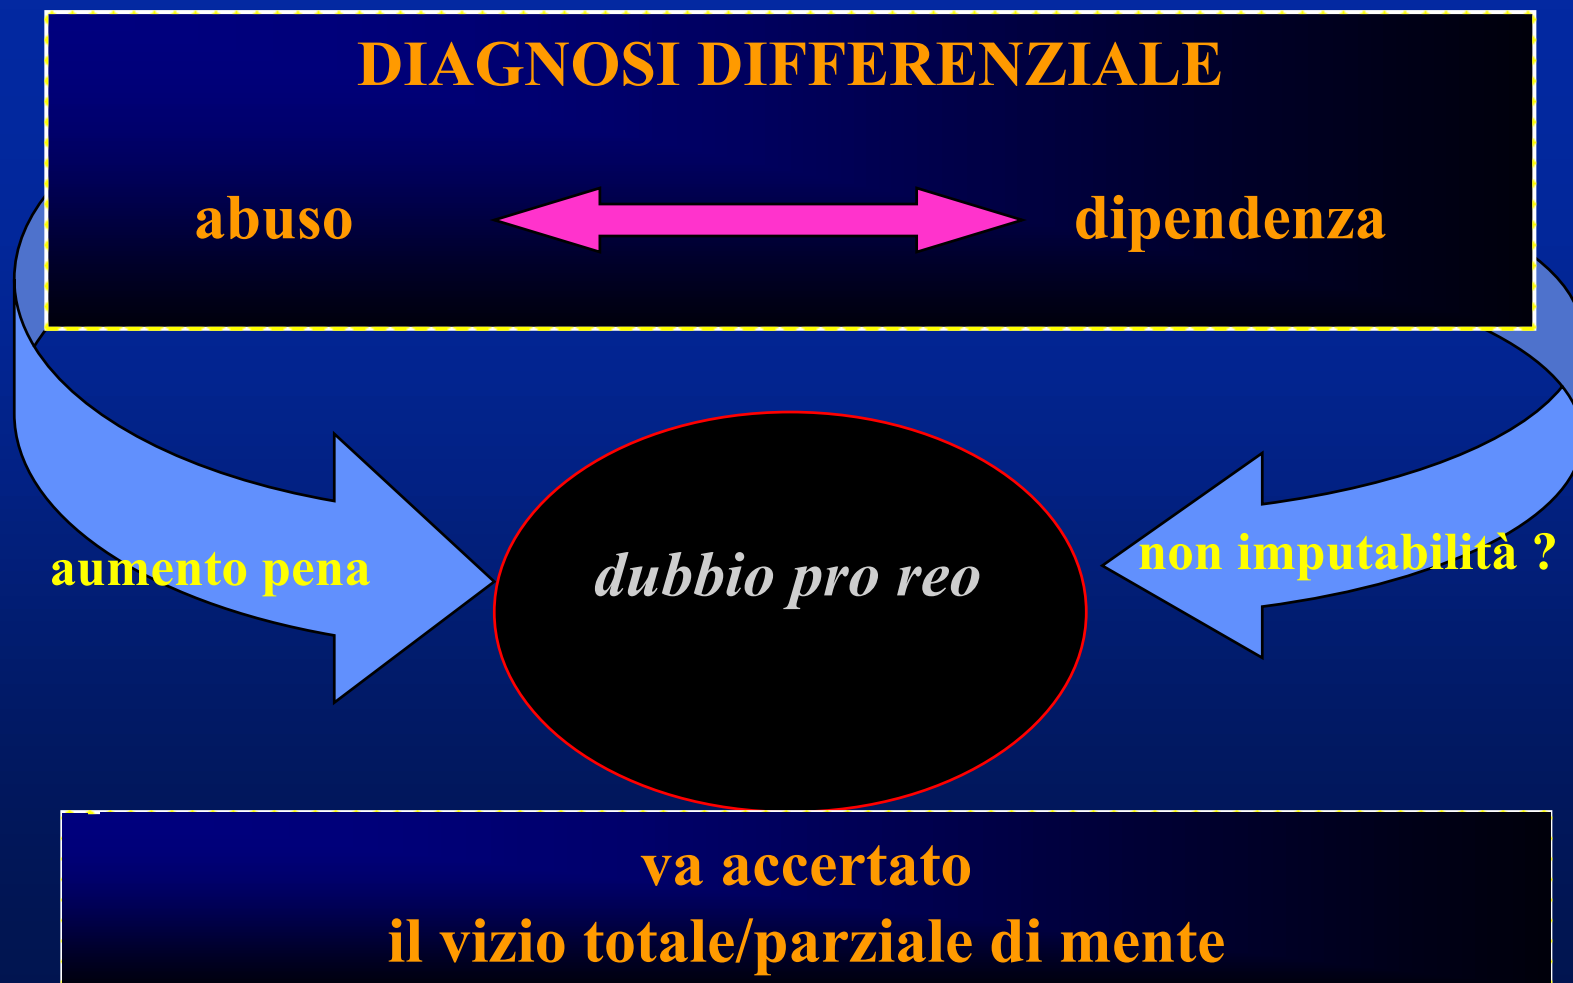 DIAGNOSI DIFFERENZIALE
abuso
dipendenza
aumento pena
dubbio pro reo
non imputabilità ?
va accertato
il vizio totale/parziale di mente